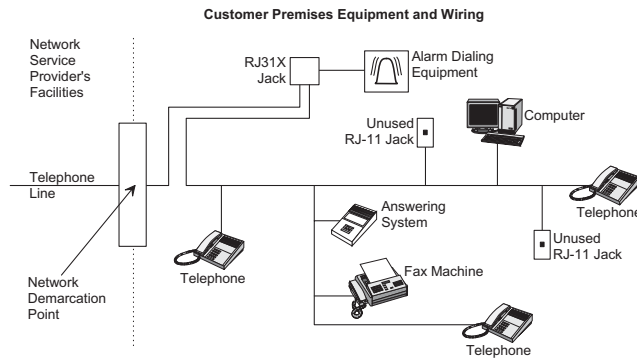 Customer Premises Equipment and Wiring
Network
Service
Provider's
Facilities
RJ31X
Jack
Alarm Dialing
Equipment
Unused
RJ-11 Jack
Computer
Telephone
Line
Answering
System
Telephone
Unused
RJ-11 Jack
Telephone
Fax Machine
Network
Demarcation
Point
Telephone